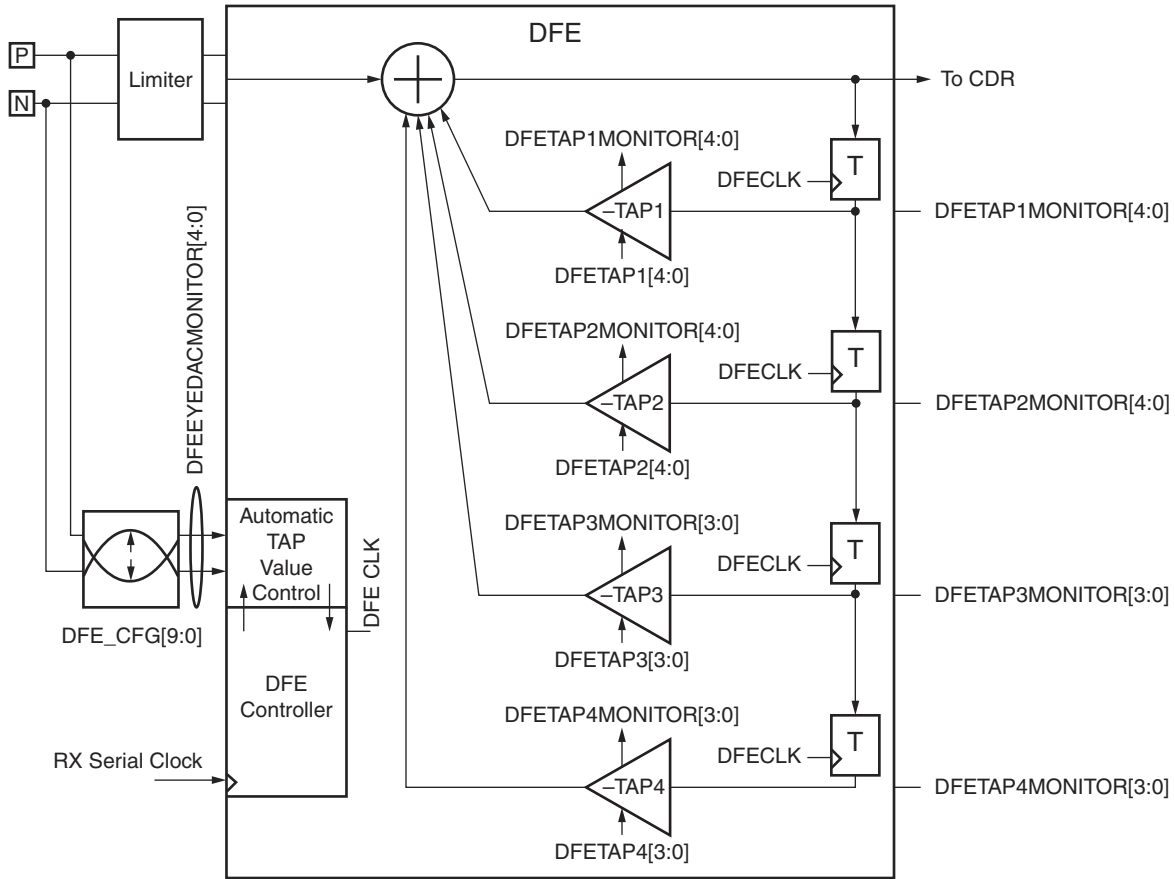 DFE
P
N
Limiter
To CDR
DFETAP1MONITOR[4:0]
T
DFECLK
–TAP1
DFETAP1MONITOR[4:0]
DFETAP1[4:0]
DFEEYEDACMONITOR[4:0]
DFETAP2MONITOR[4:0]
T
DFECLK
–TAP2
DFETAP2MONITOR[4:0]
DFETAP2[4:0]
Automatic
TAP
Value
Control
DFE CLK
DFETAP3MONITOR[3:0]
T
DFECLK
–TAP3
DFETAP3MONITOR[3:0]
DFE_CFG[9:0]
DFETAP3[3:0]
DFE
Controller
DFETAP4MONITOR[3:0]
T
DFECLK
RX Serial Clock
–TAP4
DFETAP4MONITOR[3:0]
DFETAP4[3:0]